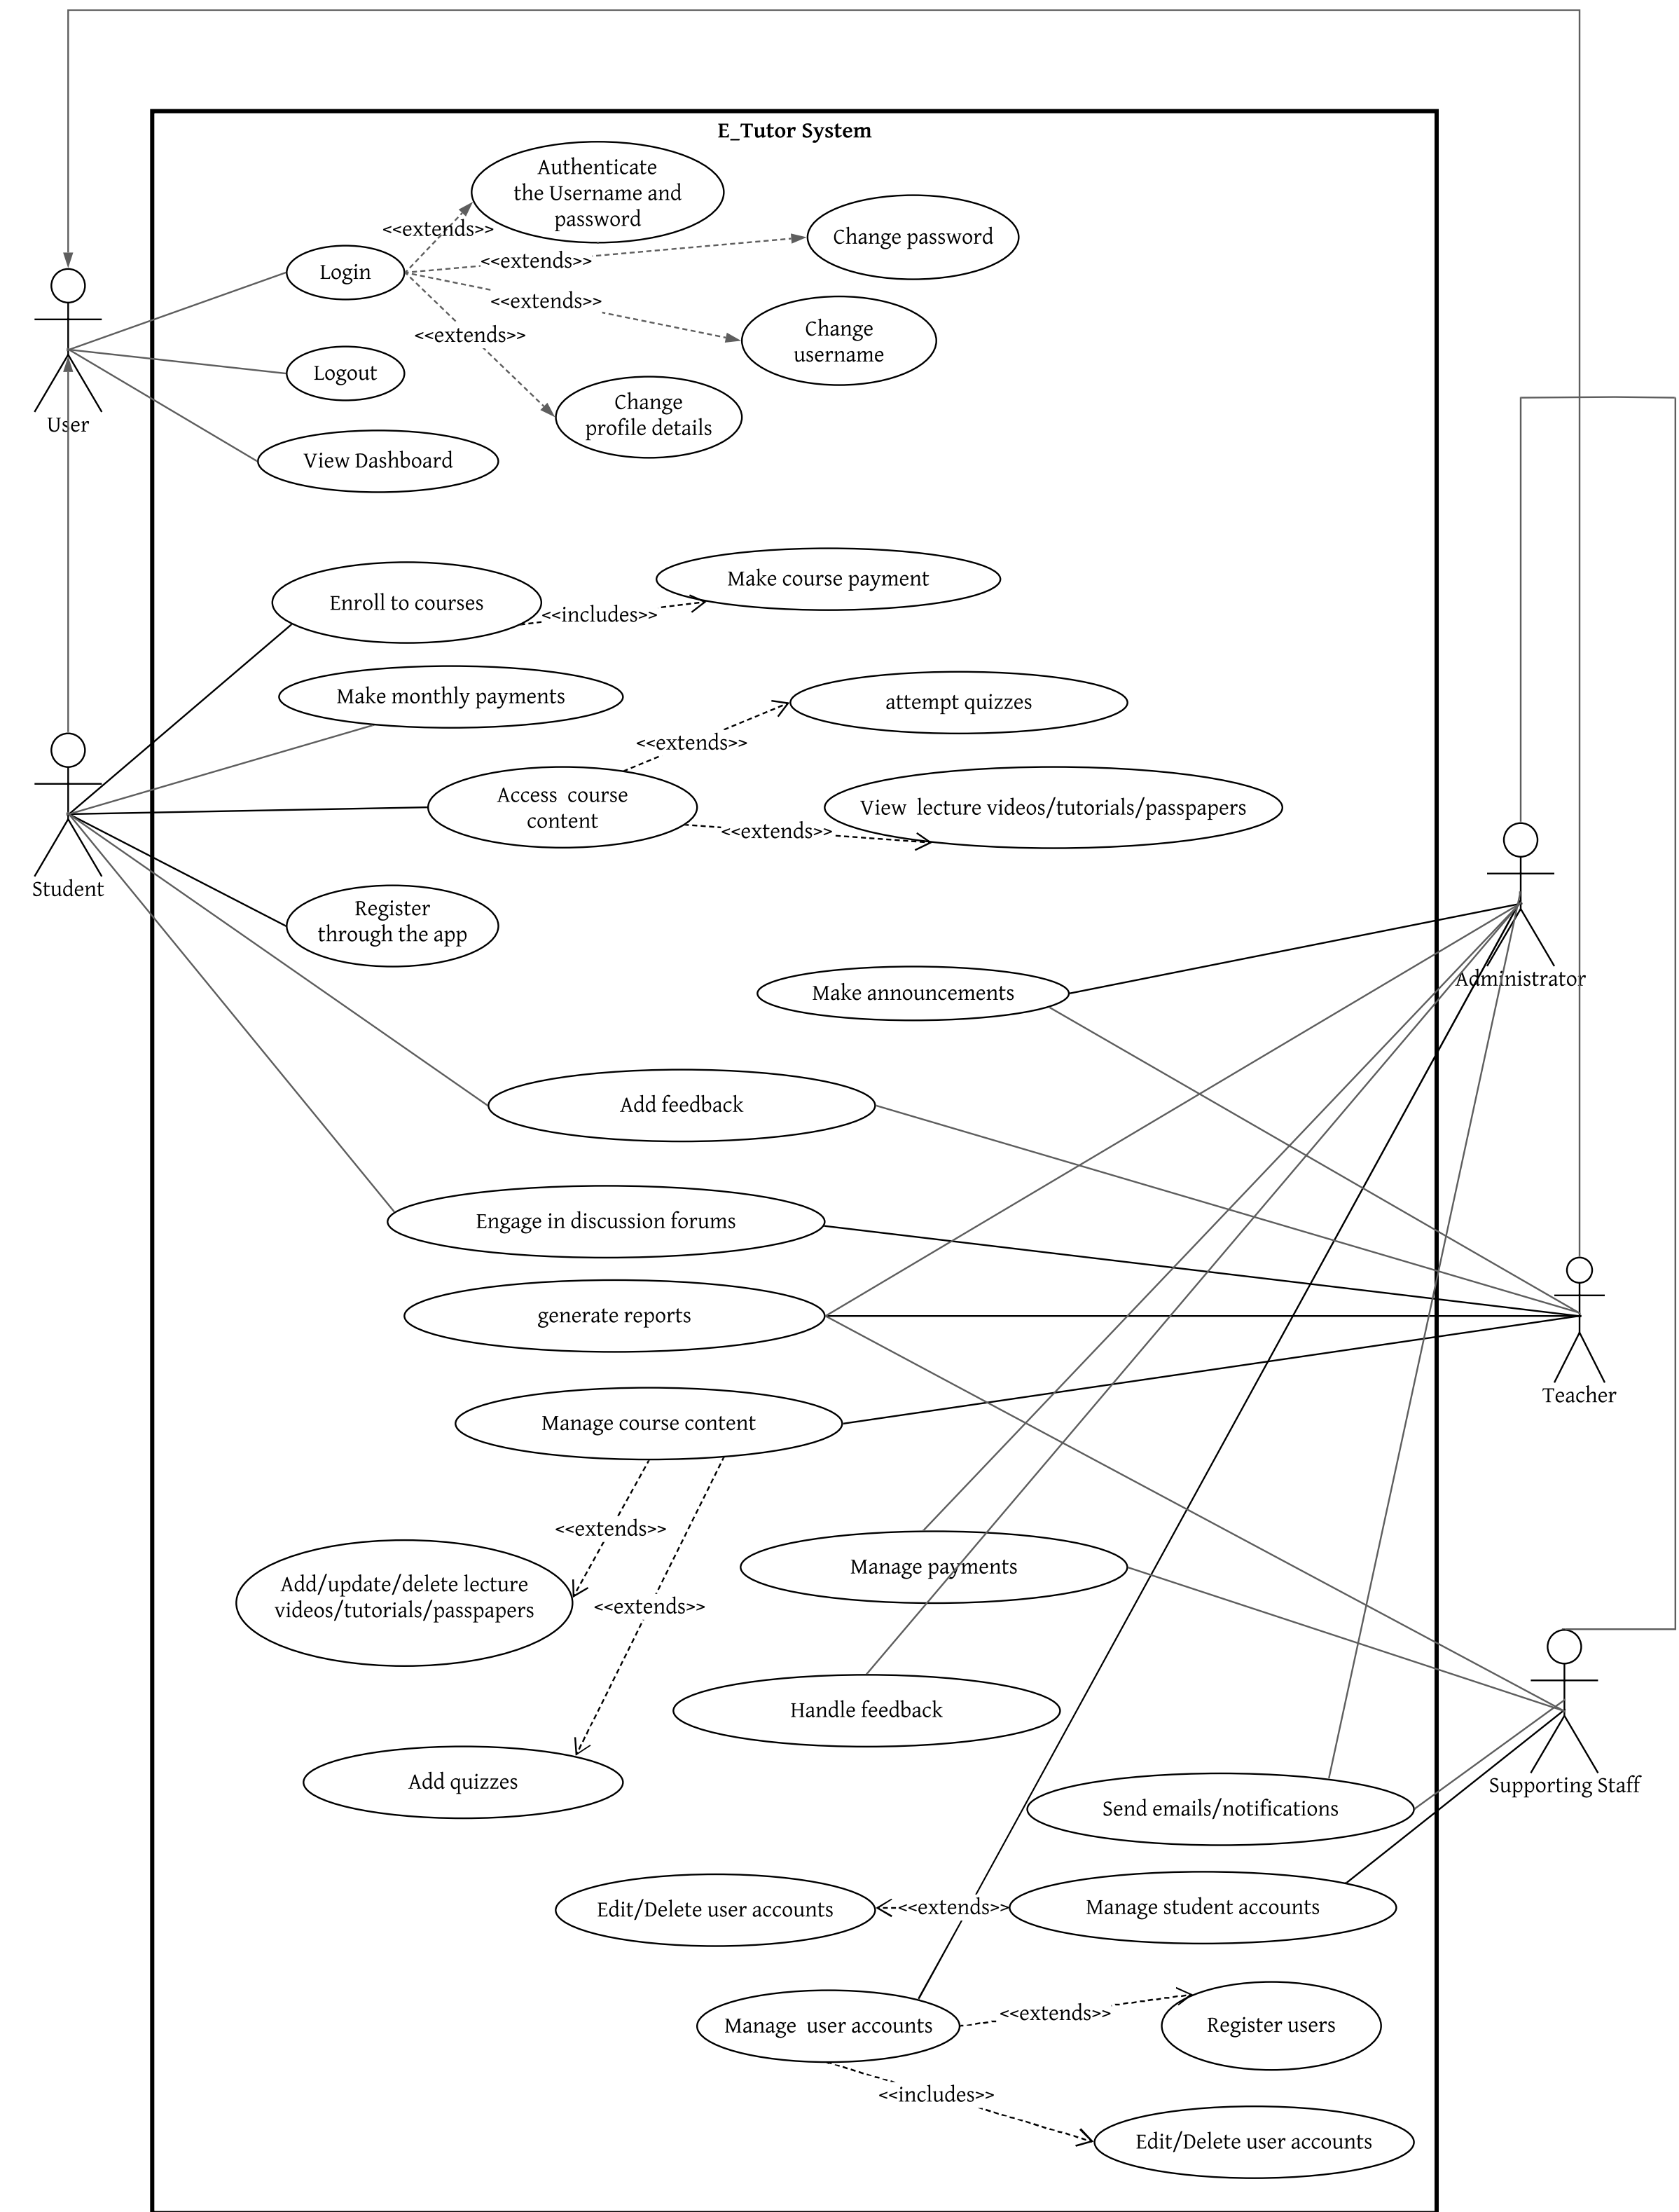 E_Tutor System
Authenticate
the Username and
password
<<extends>>
Change password
<<extends>>
Login
<<extends>>
Change
username
<<extends>>
Logout
Change
profile details
User
View Dashboard
Make course payment
Enroll to courses
<<includes>>
Make monthly payments
attempt quizzes
<<extends>>
Access  course
content
View  lecture videos/tutorials/passpapers
<<extends>>
Student
Register
through the app
Administrator
Make announcements
Add feedback
Engage in discussion forums
generate reports
Teacher
Manage course content
<<extends>>
Add/update/delete lecture
videos/tutorials/passpapers
<<extends>>
Manage payments
Handle feedback
Add quizzes
Supporting Staff
Send emails/notifications
Edit/Delete user accounts
<<extends>>
Manage student accounts
<<extends>>
Manage  user accounts
Register users
<<includes>>
Edit/Delete user accounts